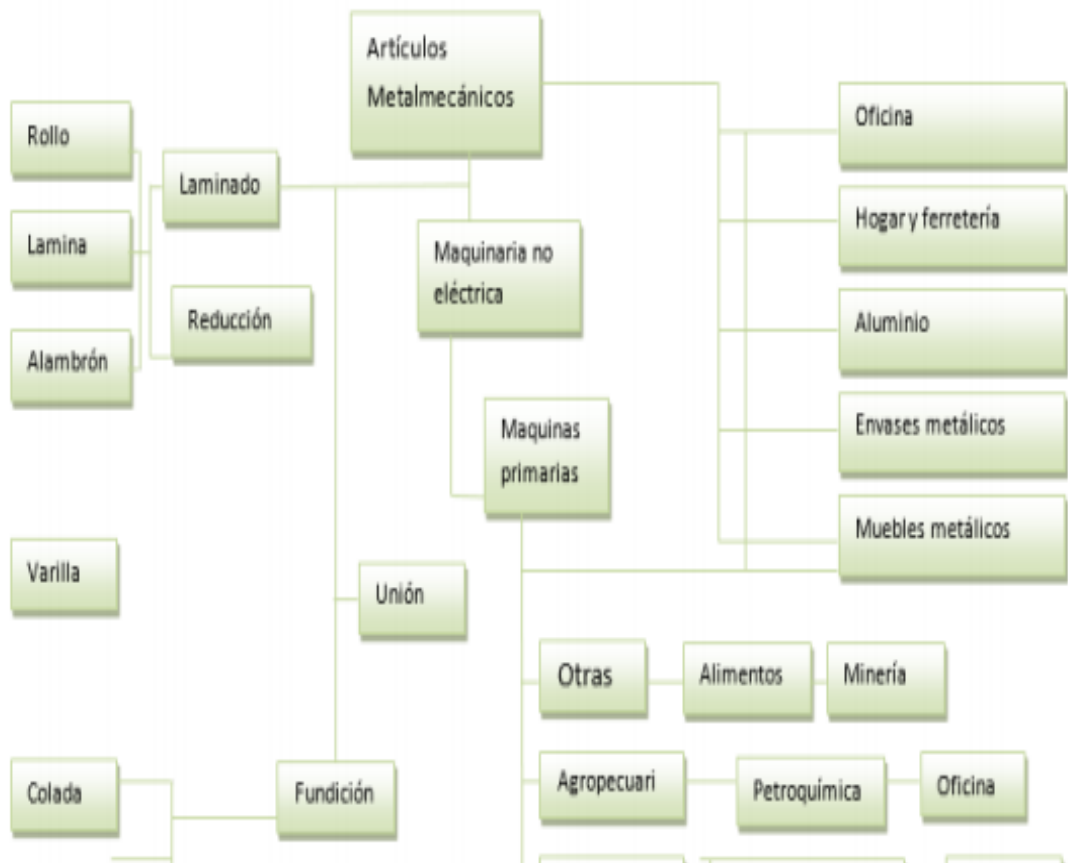 Artículos
Metalmecánicos
Oficina
Rollo
Laminado
Hogar y ferretería
Lamina
Maquinaria no
eléctrica
Reducción
Aluminio
Alambrón
Maquinas
primarias
Envases metálicos
Muebles metálicos
Varilla
Unión
Otras
Alimentos
Minería
Colada
Fundición
Agropecuari
Petroquímica
Oficina